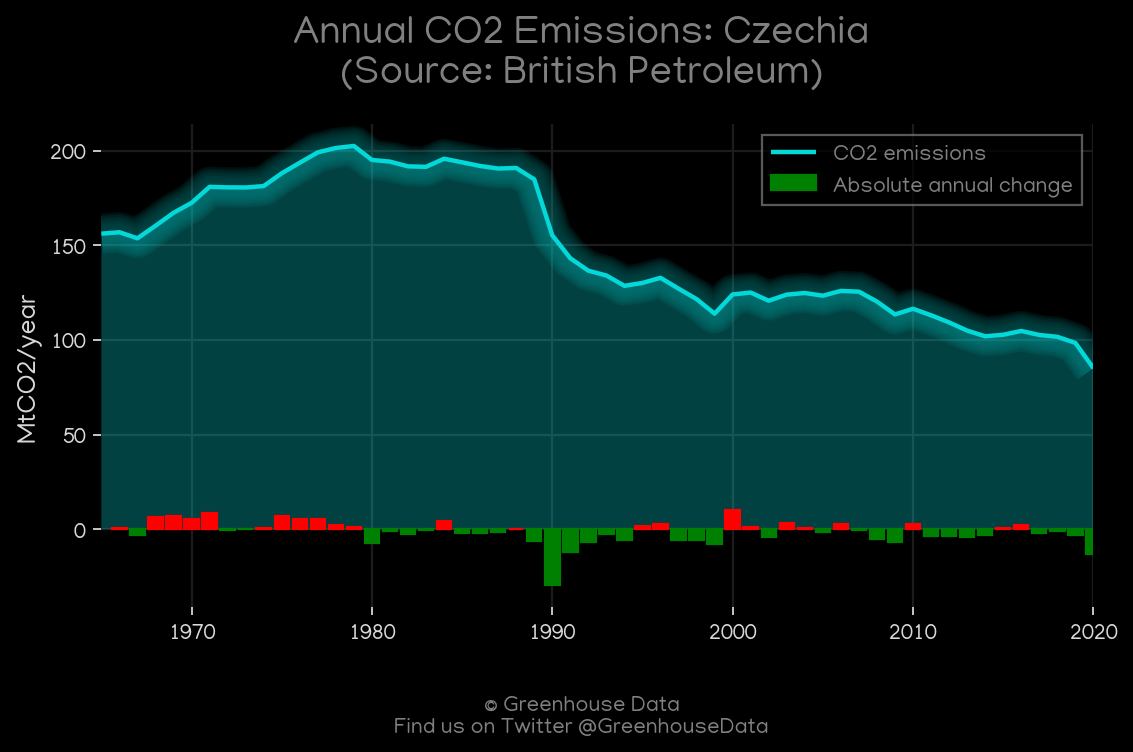 Annual CO2 Emissions: Czechia
(Source: British Petroleum)
CO2 emissions
Absolute annual change
MtCO2/year
200
150
100
50
0
1970 1980 1990 2000 2010 2020
© Greenhouse Data
Find us on Twitter @GreenhouseData